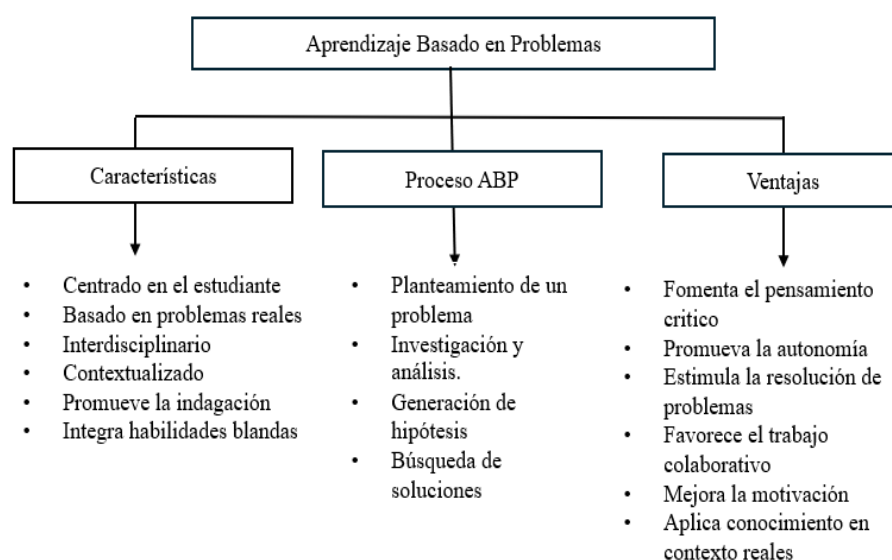 Aprendizaje Basado en Problemas
Características
• Centrado en el estudiante
• Basado en problemas reales
• Interdisciplinario
• Contextualizado
• Promueve la indagación
• Integra habilidades blandas
Proceso ABP
• Planteamiento de un
problema
• Investigación y
análisis.
• Generación de
hipótesis
• Búsqueda de
soluciones
Ventajas
• Fomenta el pensamiento
critico
• Promueva la autonomía
• Estimula la resolución de
problemas
• Favorece el trabajo
colaborativo
• Mejora la motivación
• Aplica conocimiento en
contexto reales